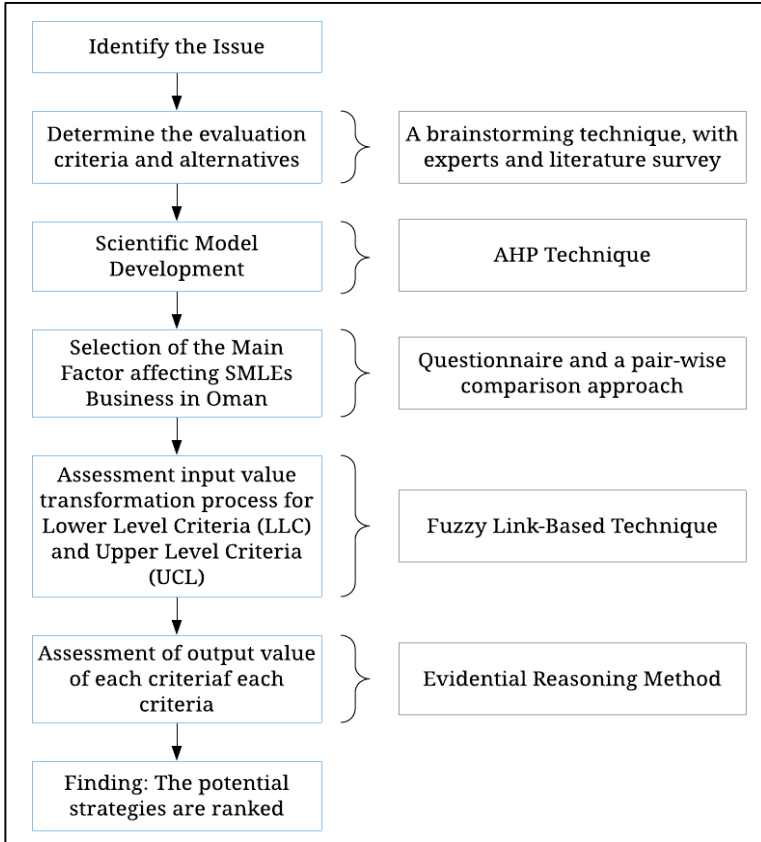 Identify the Issue
Determine the evaluation
criteria and alternatives
A brainstorming technique, with
experts and literature survey
Scientific Model
Development
AHP Technique
Selection of the Main
Factor affecting SMLEs
Business in Oman
Questionnaire and a pair-wise
comparison approach
Assessment input value
transformation process for
Lower Level Criteria (LLC)
and Upper Level Criteria
(UCL)
Fuzzy Link-Based Technique
Assessment of output value
of each criteriaf each
criteria
Evidential Reasoning Method
Finding: The potential
strategies are ranked